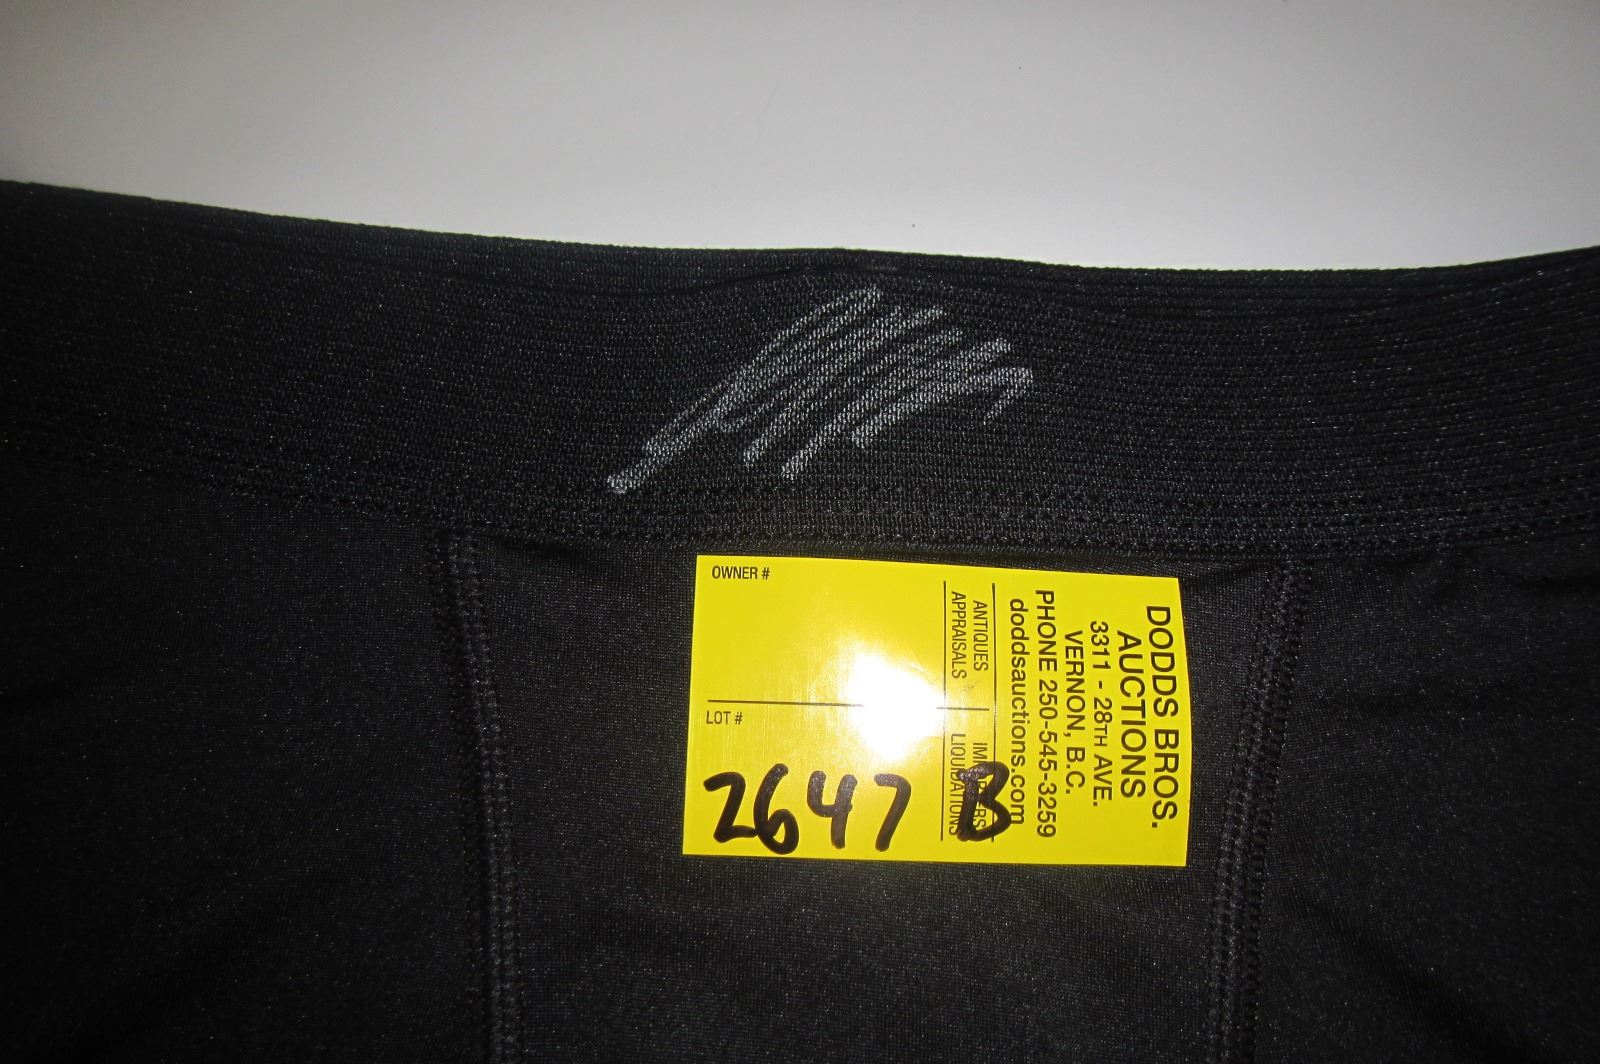 OWNER #
LOT #
2647 B
DODDS BROS.
AUCTIONS
3311 - 28TH AVE.
VERNON, B.C.
PHONE 250-545-3259
doddsauctions.com
ANTIQUES
APPRAISALS
LIQUIDATIONS